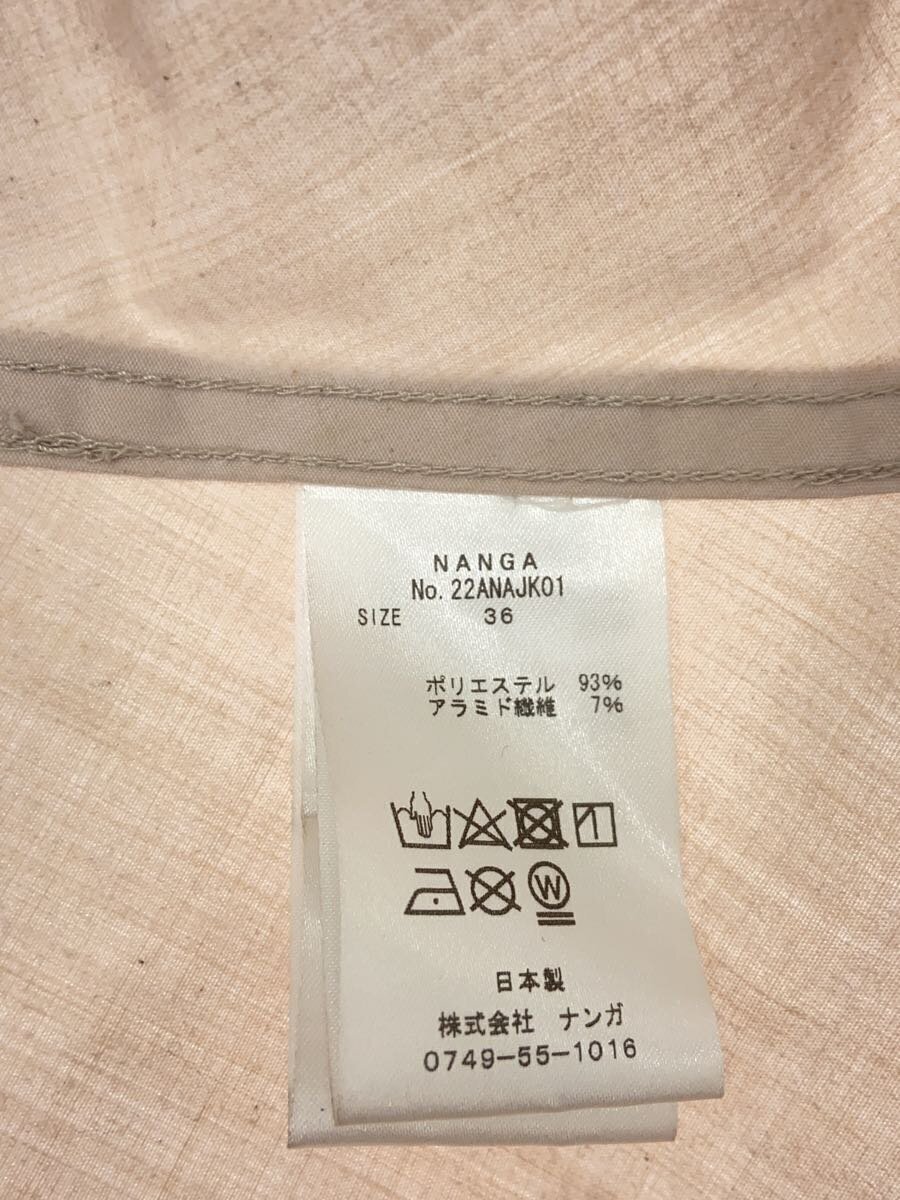 NANGA
No. 22ANAJK01
SIZE 36
ポリエステル 93%
アラミド繊維 7%
W
日本製
株式会社 ナンガ
0749-55-1016